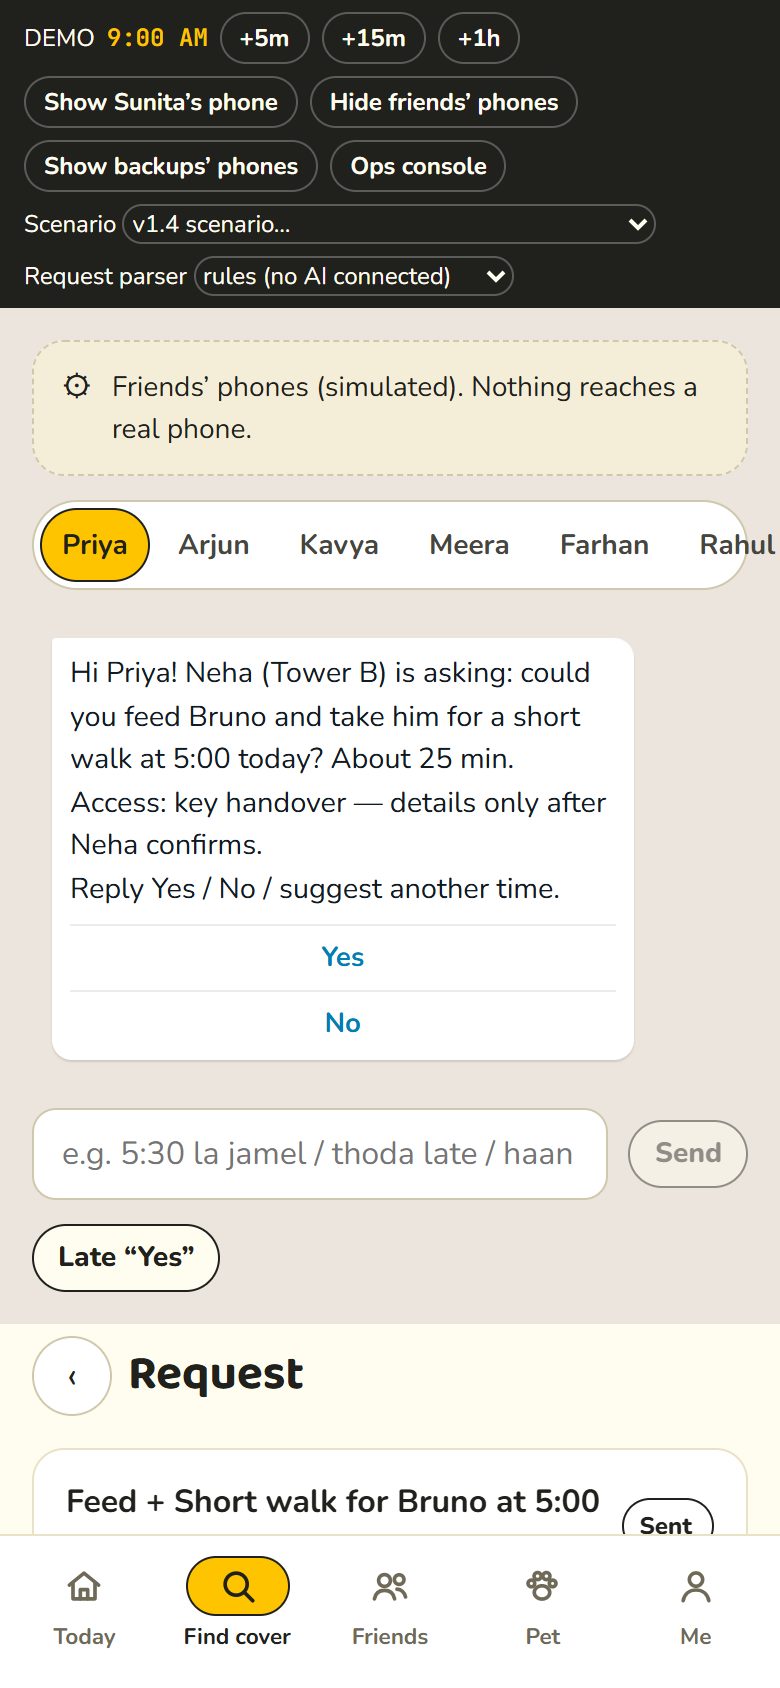 DEMO 9:00 AM +5m +15m +1h
Show Sunita’s phone Hide friends’ phones
Show backups’ phones Ops console
Scenario v1.4 scenario...
Request parser rules (no AI connected)
Friends’ phones (simulated). Nothing reaches a
real phone.
Priya Arjun Kavya Meera Farhan Rahul
Hi Priya! Neha (Tower B) is asking: could
you feed Bruno and take him for a short
walk at 5:00 today? About 25 min.
Access: key handover — details only after
Neha confirms.
Reply Yes / No / suggest another time.
Yes
No
e.g. 5:30 la jamel / thoda late / haan Send
Late “Yes”
‹ Request
Feed + Short walk for Bruno at 5:00
Sent
Today Find cover Friends Pet Me